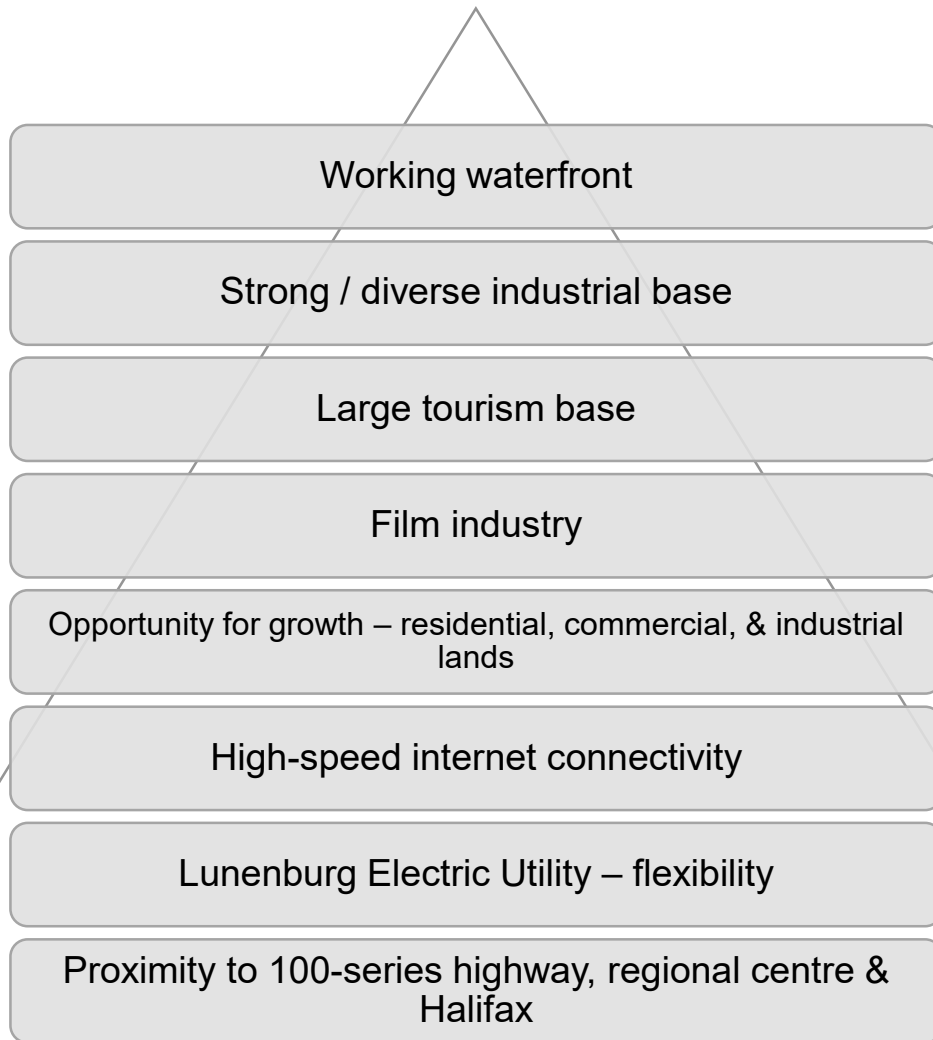 Working waterfront
Strong / diverse industrial base
Large tourism base
Film industry
Opportunity for growth – residential, commercial, & industrial
lands
High-speed internet connectivity
Lunenburg Electric Utility – flexibility
Proximity to 100-series highway, regional centre &
Halifax